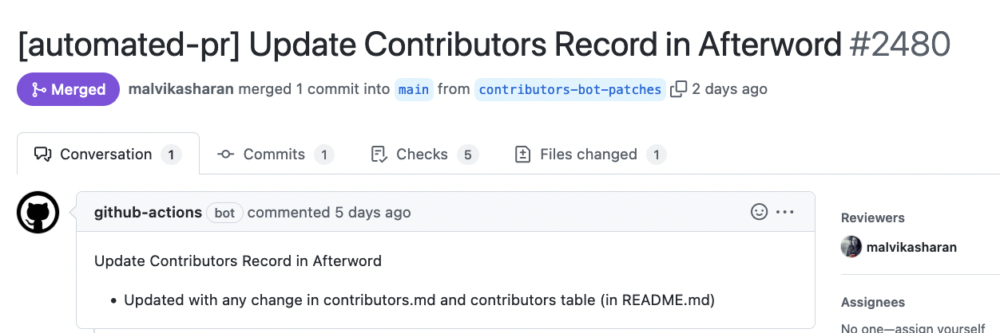 [automated-pr] Update Contributors Record in Afterword #2480
Merged malvikasharan merged 1 commit into main from contributors-bot-patches 2 days ago
Conversation 1 Commits 1 Checks 5 Files changed 1
github-actions bot commented 5 days ago
Reviewers
malvikasharan
Update Contributors Record in Afterword
• Updated with any change in contributors.md and contributors table (in README.md)
Assignees
No one—assign yourself